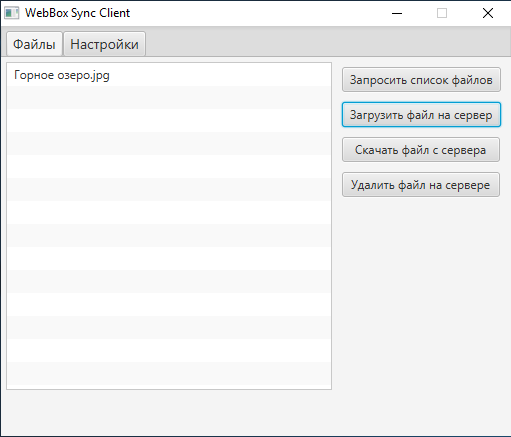 WebBox Sync Client
Файлы Настройки
Горное озеро.jpg
Запросить список файлов
Загрузить файл на сервер
Скачать файл с сервера
Удалить файл на сервере